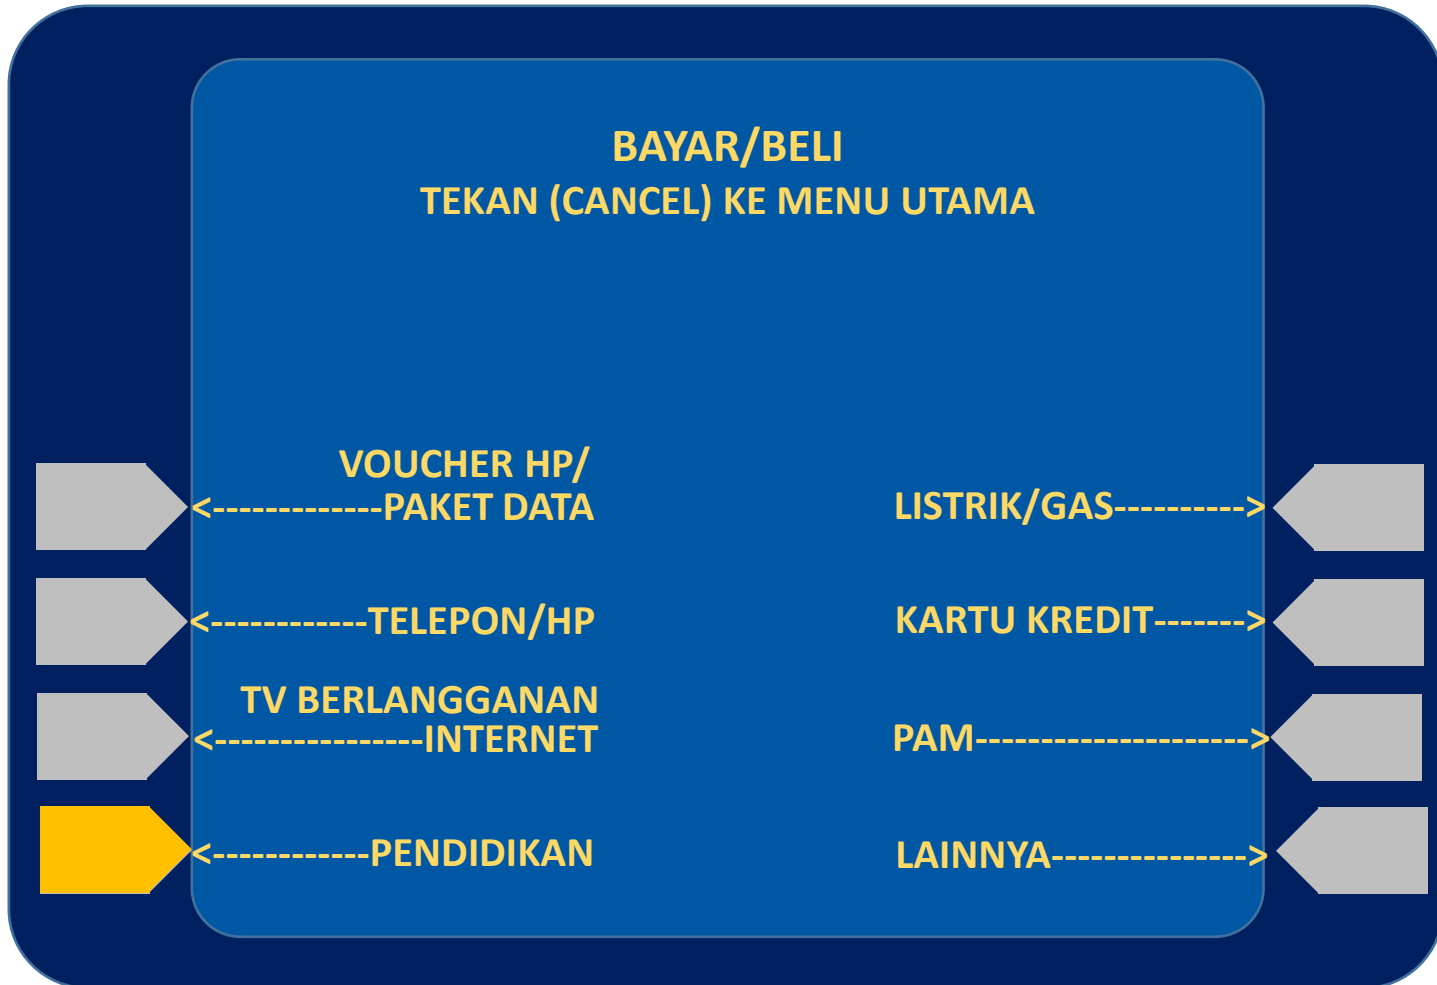 BAYAR/BELI
TEKAN (CANCEL) KE MENU UTAMA
VOUCHER HP/
<-------------PAKET DATA
LISTRIK/GAS---------->
<------------TELEPON/HP
KARTU KREDIT------->
TV BERLANGGANAN
<----------------INTERNET
PAM--------------------->
<------------PENDIDIKAN
LAINNYA--------------->